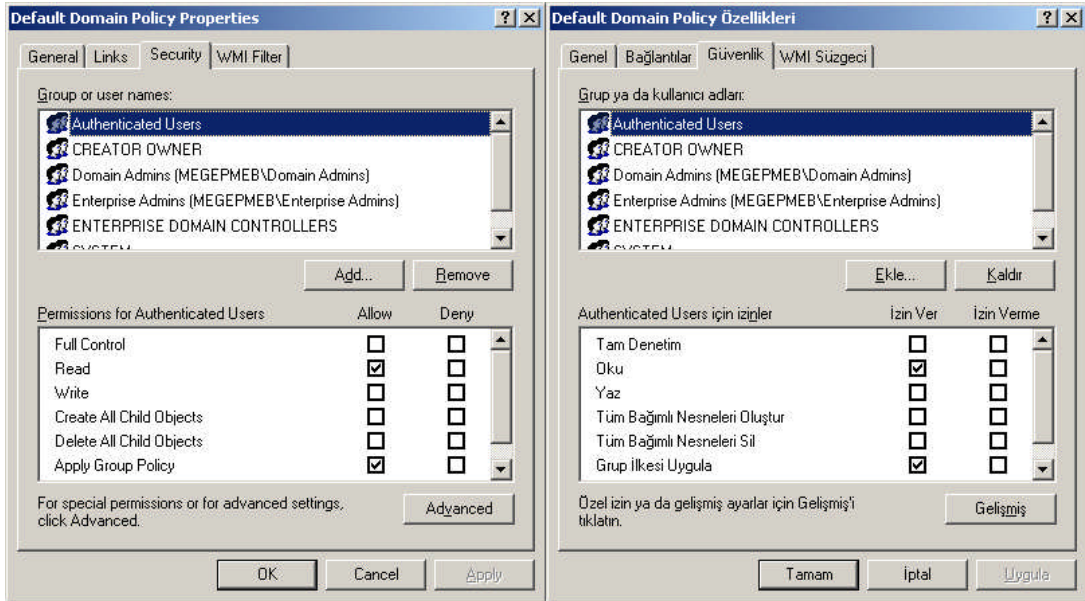 Default Domain Policy Properties
General Links Security WMI Filter
Group or user names:
Authenticated Users
CREATOR OWNER
Domain Admins (MEGEPMEB\Domain Admins)
Enterprise Admins (MEGEPMEB\Enterprise Admins)
ENTERPRISE DOMAIN CONTROLLERS
SYSTEM
Add... Remove
Permissions for Authenticated Users Allow Deny
Full Control
Read
Write
Create All Child Objects
Delete All Child Objects
Apply Group Policy
For special permissions or for advanced settings,
click Advanced.
Advanced
OK Cancel Apply
Default Domain Policy Özellikleri
Genel Bağlantılar Güvenlik WMI Süzgeci
Grup ya da kullanıcı adları:
Authenticated Users
CREATOR OWNER
Domain Admins (MEGEPMEB\Domain Admins)
Enterprise Admins (MEGEPMEB\Enterprise Admins)
ENTERPRISE DOMAIN CONTROLLERS
SYSTEM
Ekle... Kaldır
Authenticated Users için izinler İzin Ver İzin Verme
Tam Denetim
Oku
Yaz
Tüm Bağımlı Nesneleri Oluştur
Tüm Bağımlı Nesneleri Sil
Grup İlkesi Uygula
Özel izin ya da gelişmiş ayarlar için Gelişmiş'i
tıklatın.
Gelişmiş
Tamam İptal Uygula